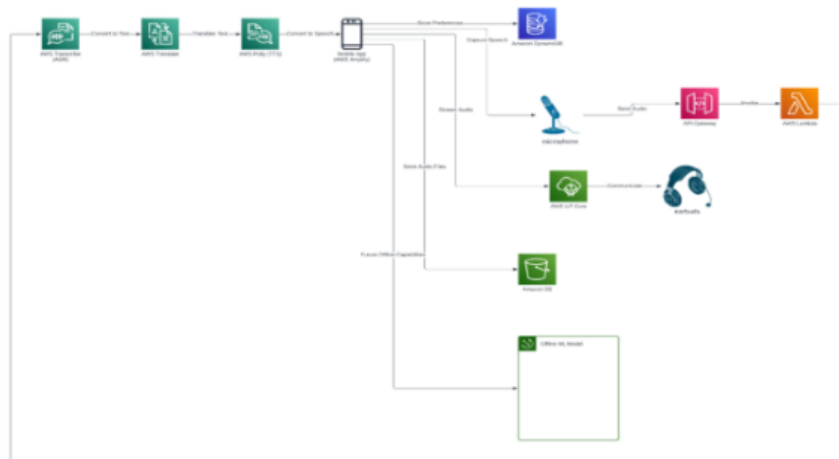 Save Preferences
Amazon DynamoDB
Convert to Text
Translate Text
Convert to Speech
AWS Transcribe
(ASR)
AWS Translate
AWS Polly (TTS)
Mobile App
(AWS Amplify)
Capture Speech
Stream Audio
Send Audio
API Gateway
AWS Lambda
microphone
Save Audio Files
AWS IoT Core
Communicate
earbuds
Future Offline Capabilities
Amazon S3
Offline ML Model